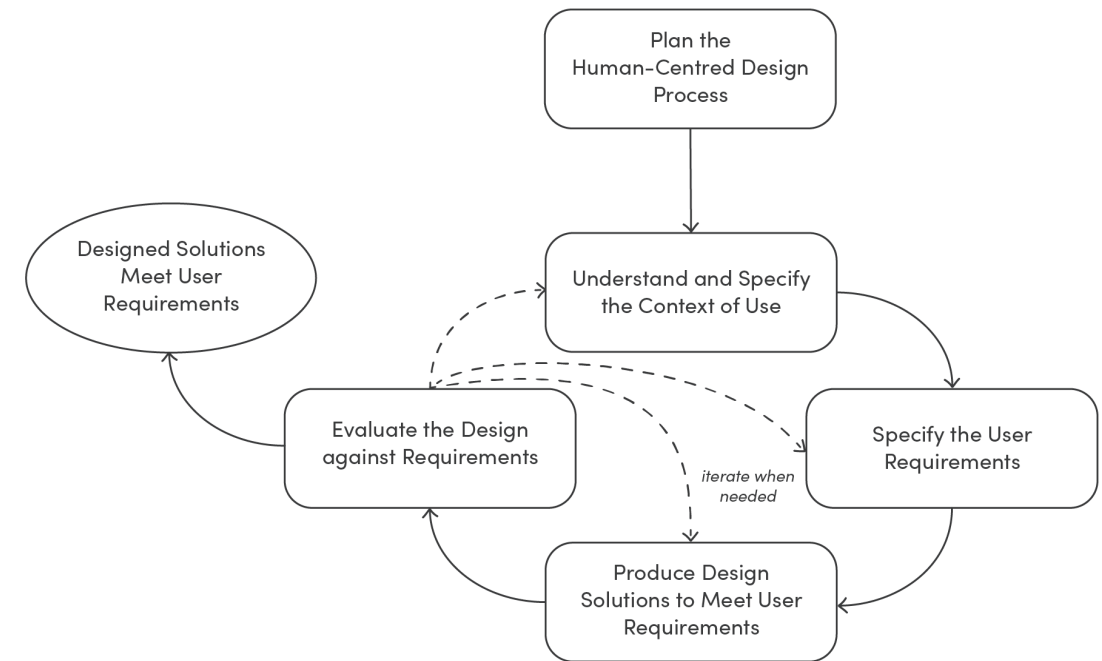 Plan the
Human-Centred Design
Process
Designed Solutions
Meet User
Requirements
Understand and Specify
the Context of Use
Evaluate the Design
against Requirements
Specify the User
Requirements
iterate when
needed
Produce Design
Solutions to Meet User
Requirements